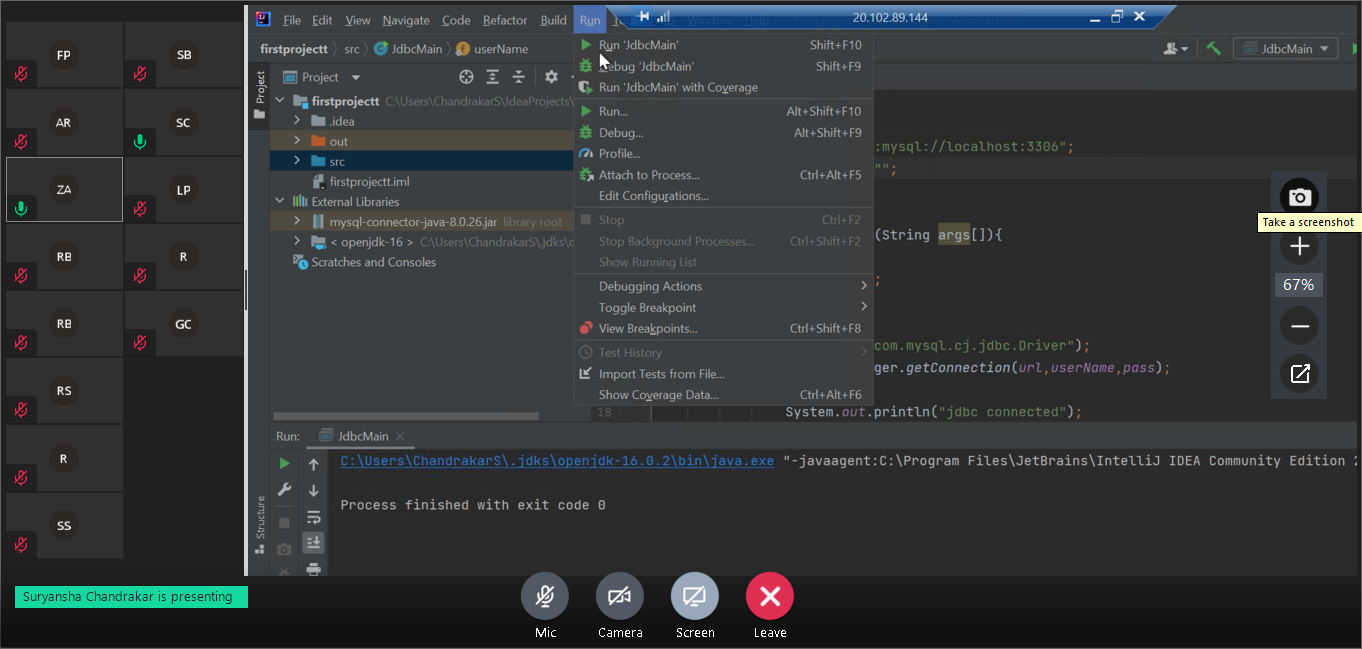 FP
SB
AR
SC
ZA
LP
RB
R
RB
GC
RS
R
SS
Suryansha Chandrakar is presenting
File Edit View Navigate Code Refactor Build Run
20.102.89.144
firstprojectt src JdbcMain userName
JdbcMain
Project
Project
firstprojectt C:\Users\ChandrakarS\IdeaProjects\
.idea
out
src
firstprojectt.iml
External Libraries
mysql-connector-java-8.0.26.jar library root
< openjdk-16 > C:\Users\ChandrakarS\.jdks\o
Scratches and Consoles
Run 'JdbcMain' Shift+F10
Debug 'JdbcMain' Shift+F9
Run 'JdbcMain' with Coverage
Run... Alt+Shift+F10
Debug... Alt+Shift+F9
Profile...
Attach to Process... Ctrl+Alt+F5
Edit Configurations...
Stop Ctrl+F2
Stop Background Processes... Ctrl+Shift+F2
Show Running List
Debugging Actions
Toggle Breakpoint
View Breakpoints... Ctrl+Shift+F8
Test History
Import Tests from File...
Show Coverage Data... Ctrl+Alt+F6
:mysql://localhost:3306";
"";
(String args[]){
;
com.mysql.cj.jdbc.Driver");
ger.getConnection(url,userName,pass);
18 System.out.println("jdbc connected");
Take a screenshot
67%
Run: JdbcMain
C:\Users\ChandrakarS\.jdks\openjdk-16.0.2\bin\java.exe "-javaagent:C:\Program Files\JetBrains\IntelliJ IDEA Community Edition 2
Process finished with exit code 0
Structure
Mic
Camera
Screen
Leave